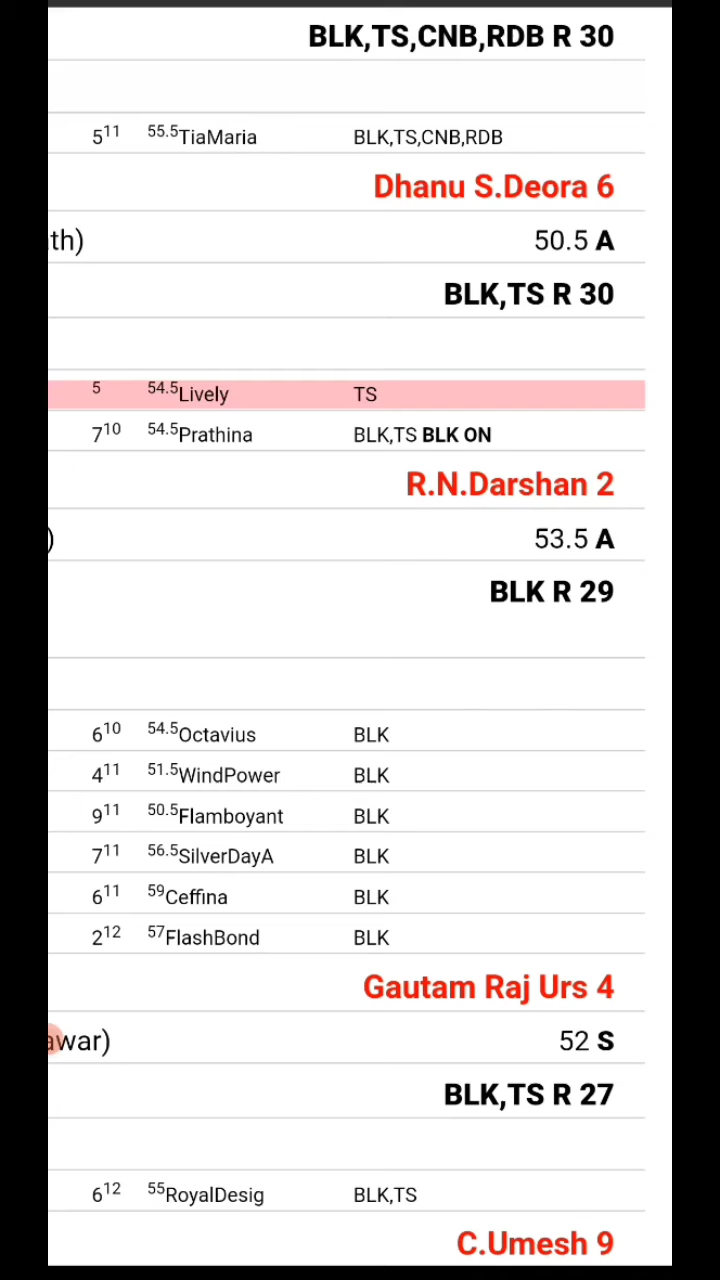 BLK,TS,CNB,RDB R 30
5¹¹ ⁵⁵·⁵TiaMaria BLK,TS,CNB,RDB
Dhanu S.Deora 6
th) 50.5 A
BLK,TS R 30
⁵ ⁵⁴·⁵Lively TS
7¹⁰ ⁵⁴·⁵Prathina BLK,TS BLK ON
R.N.Darshan 2
) 53.5 A
BLK R 29
6¹⁰ ⁵⁴·⁵Octavius BLK
4¹¹ ⁵¹·⁵WindPower BLK
9¹¹ ⁵⁰·⁵Flamboyant BLK
7¹¹ ⁵⁶·⁵SilverDayA BLK
6¹¹ ⁵⁹Ceffina BLK
2¹² ⁵⁷FlashBond BLK
Gautam Raj Urs 4
awar) 52 S
BLK,TS R 27
6¹² ⁵⁵RoyalDesig BLK,TS
C.Umesh 9